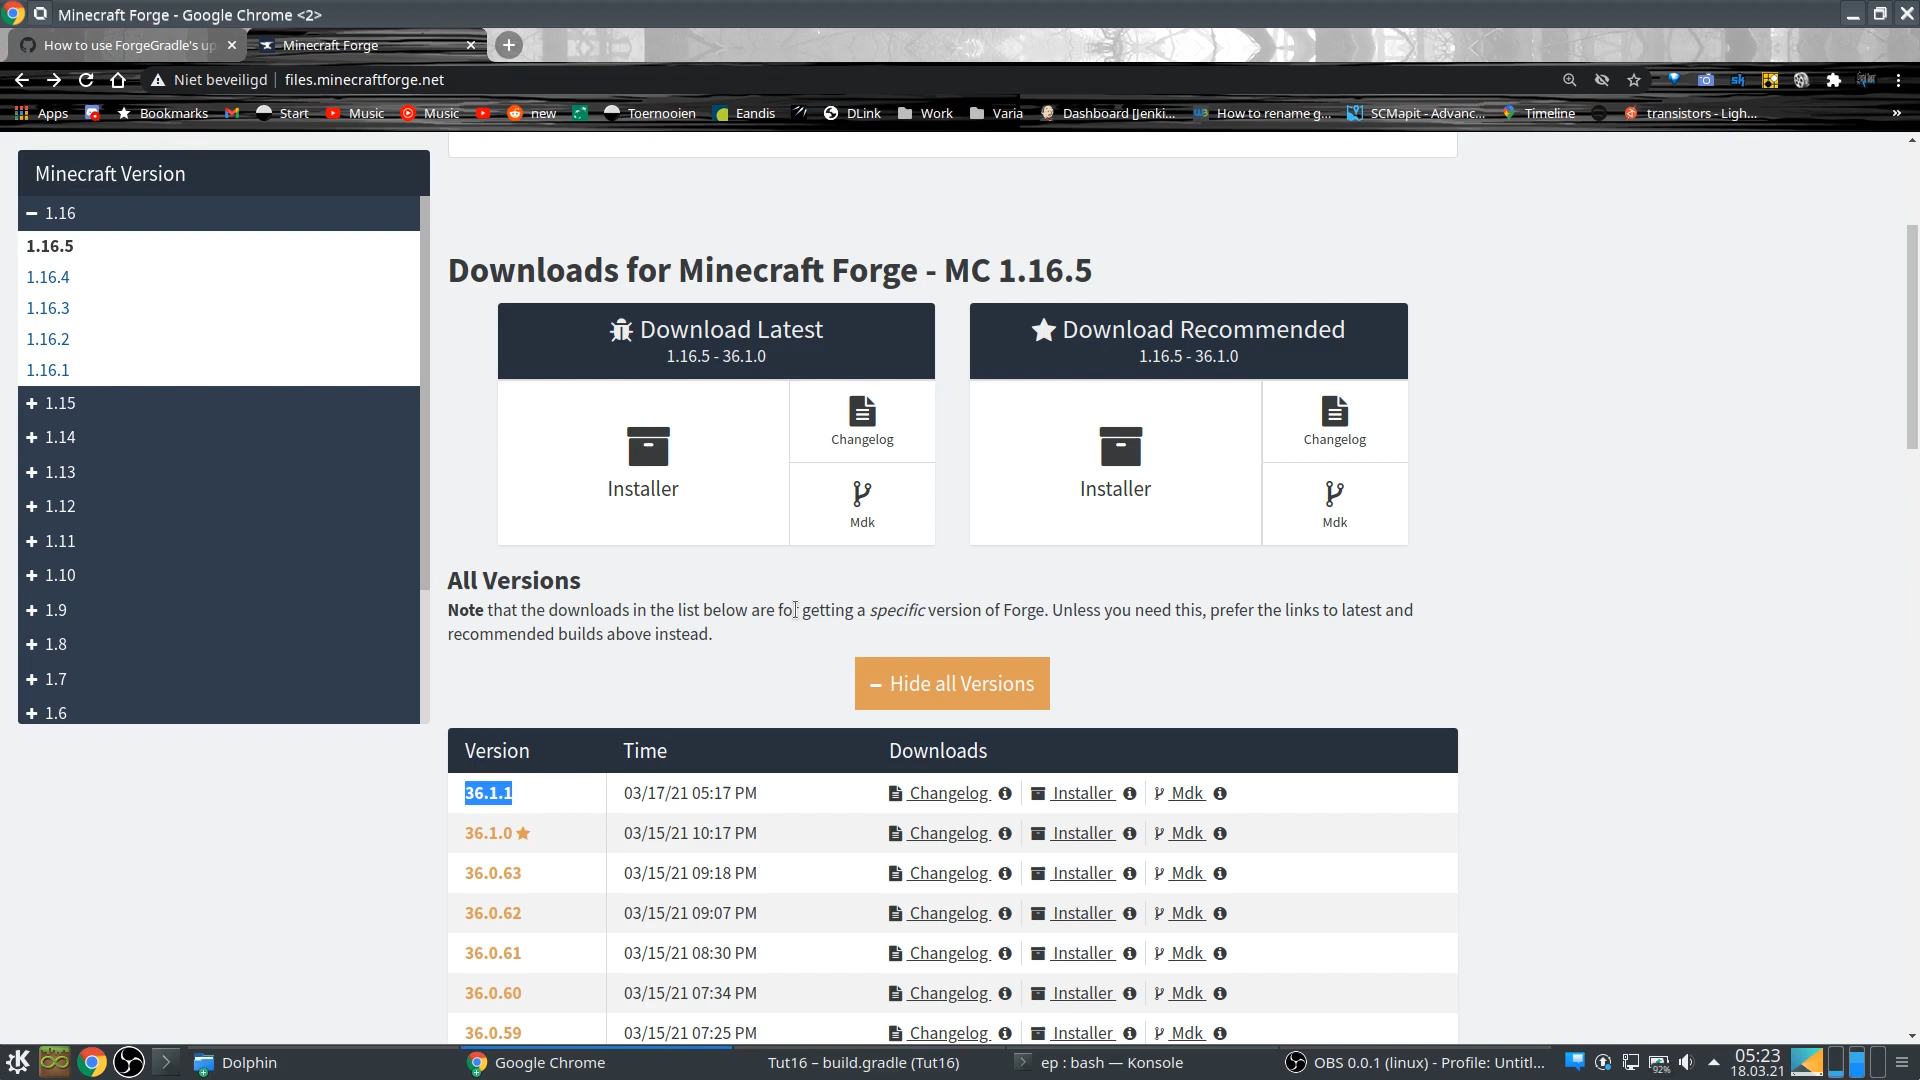 Minecraft Forge - Google Chrome <2>
How to use ForgeGradle's up
Minecraft Forge
Niet beveiligd
files.minecraftforge.net
Apps
Bookmarks
Start
Music
Music
new
Toernooien
Eandis
DLink
Work
Varia
Dashboard [Jenki...
How to rename g...
SCMapit - Advanc...
Timeline
transistors - Ligh...
»
Minecraft Version
1.16
1.16.5
1.16.4
1.16.3
1.16.2
1.16.1
1.15
1.14
1.13
1.12
1.11
1.10
1.9
1.8
1.7
1.6
Downloads for Minecraft Forge - MC 1.16.5
Download Latest
1.16.5 - 36.1.0
Installer
Changelog
Mdk
Download Recommended
1.16.5 - 36.1.0
Installer
Changelog
Mdk
All Versions
Note that the downloads in the list below are for getting a specific version of Forge. Unless you need this, prefer the links to latest and
recommended builds above instead.
Hide all Versions
Version Time Downloads
36.1.1 03/17/21 05:17 PM Changelog Installer Mdk
36.1.0 03/15/21 10:17 PM Changelog Installer Mdk
36.0.63 03/15/21 09:18 PM Changelog Installer Mdk
36.0.62 03/15/21 09:07 PM Changelog Installer Mdk
36.0.61 03/15/21 08:30 PM Changelog Installer Mdk
36.0.60 03/15/21 07:34 PM Changelog Installer Mdk
36.0.59 03/15/21 07:25 PM Changelog Installer Mdk
Dolphin
Google Chrome
Tut16 – build.gradle (Tut16)
ep : bash — Konsole
OBS 0.0.1 (linux) - Profile: Untitl...
92%
05:23
18.03.21